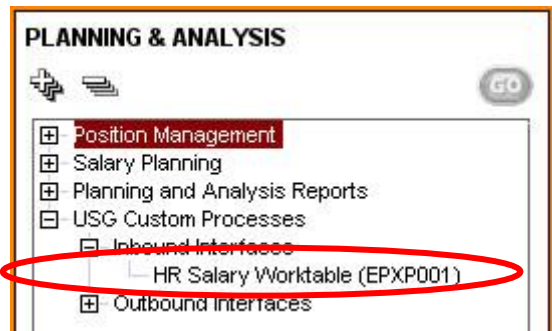 PLANNING & ANALYSIS
GO
Position Management
Salary Planning
Planning and Analysis Reports
USG Custom Processes
Inbound Interfaces
HR Salary Worktable (EPXP001)
Outbound Interfaces